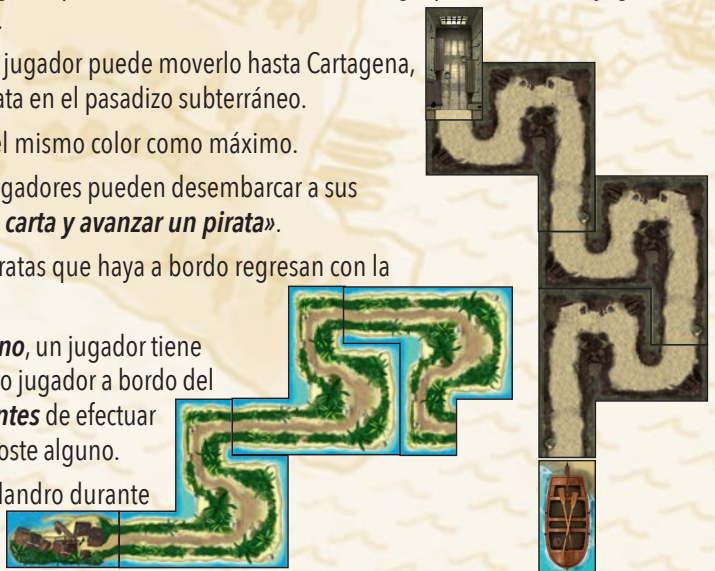 jugador puede moverlo hasta Cartagena,
ata en el pasadizo subterráneo.
el mismo color como máximo.
ugadores pueden desembarcar a sus
carta y avanzar un pirata».
ratas que haya a bordo regresan con la
no, un jugador tiene
o jugador a bordo del
ntes de efectuar
oste alguno.
landro durante